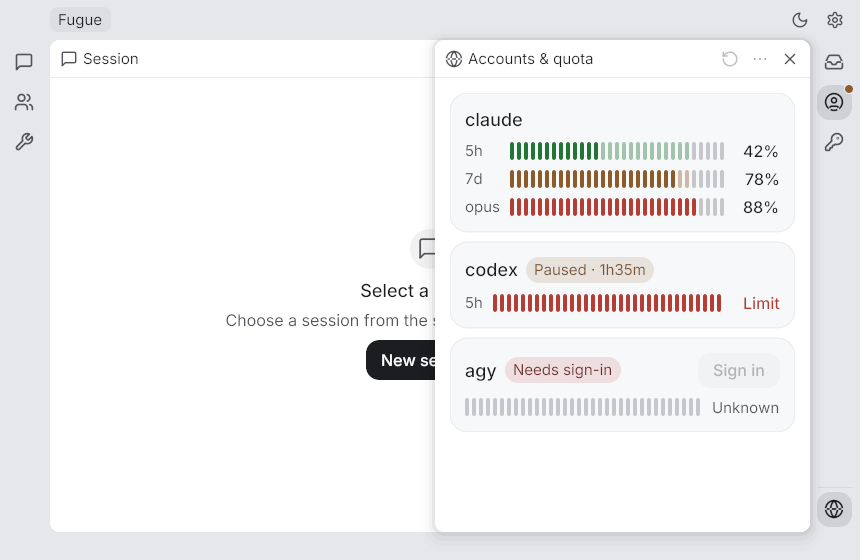 Fugue
Session
Select a
Choose a session from the
New se
Accounts & quota
claude
5h 42%
7d 78%
opus 88%
codex Paused · 1h35m
5h Limit
agy Needs sign-in Sign in
Unknown